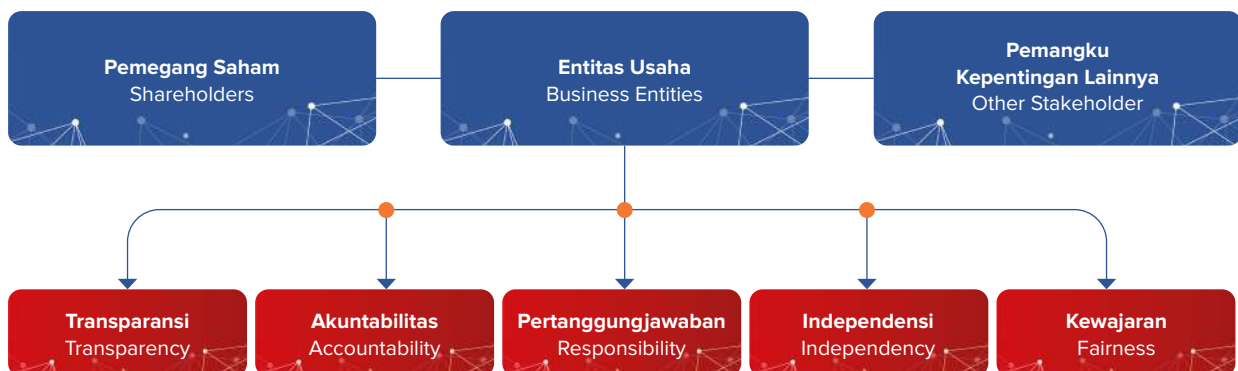 Pemegang Saham
Shareholders
Entitas Usaha
Business Entities
Pemangku
Kepentingan Lainnya
Other Stakeholder
Transparansi
Transparency
Akuntabilitas
Accountability
Pertanggungjawaban
Responsibility
Independensi
Independency
Kewajaran
Fairness